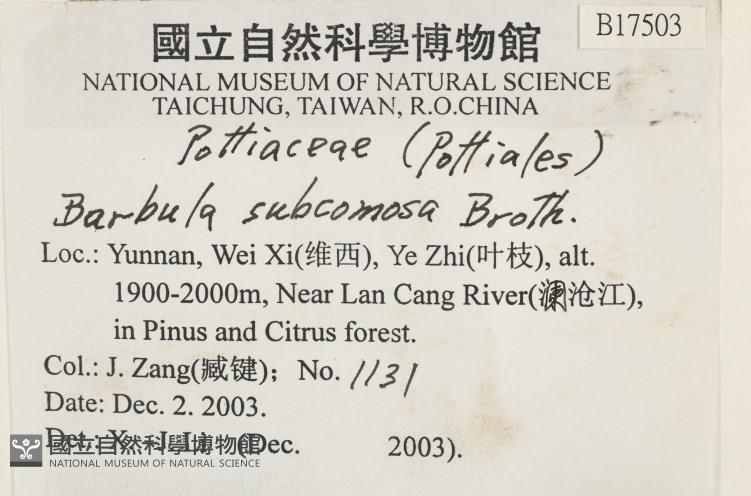 B17503
國立自然科學博物館
NATIONAL MUSEUM OF NATURAL SCIENCE
TAICHUNG, TAIWAN, R.O.CHINA
Pottiaceae (Pottiales)
Barbula subcomosa Broth.
Loc.: Yunnan, Wei Xi(维西), Ye Zhi(叶枝), alt.
1900-2000m, Near Lan Cang River(澜沧江),
in Pinus and Citrus forest.
Col.: J. Zang(臧键); No. 1131
Date: Dec. 2. 2003.
Det.: (Dec. 2003).
國立自然科學博物館
NATIONAL MUSEUM OF NATURAL SCIENCE